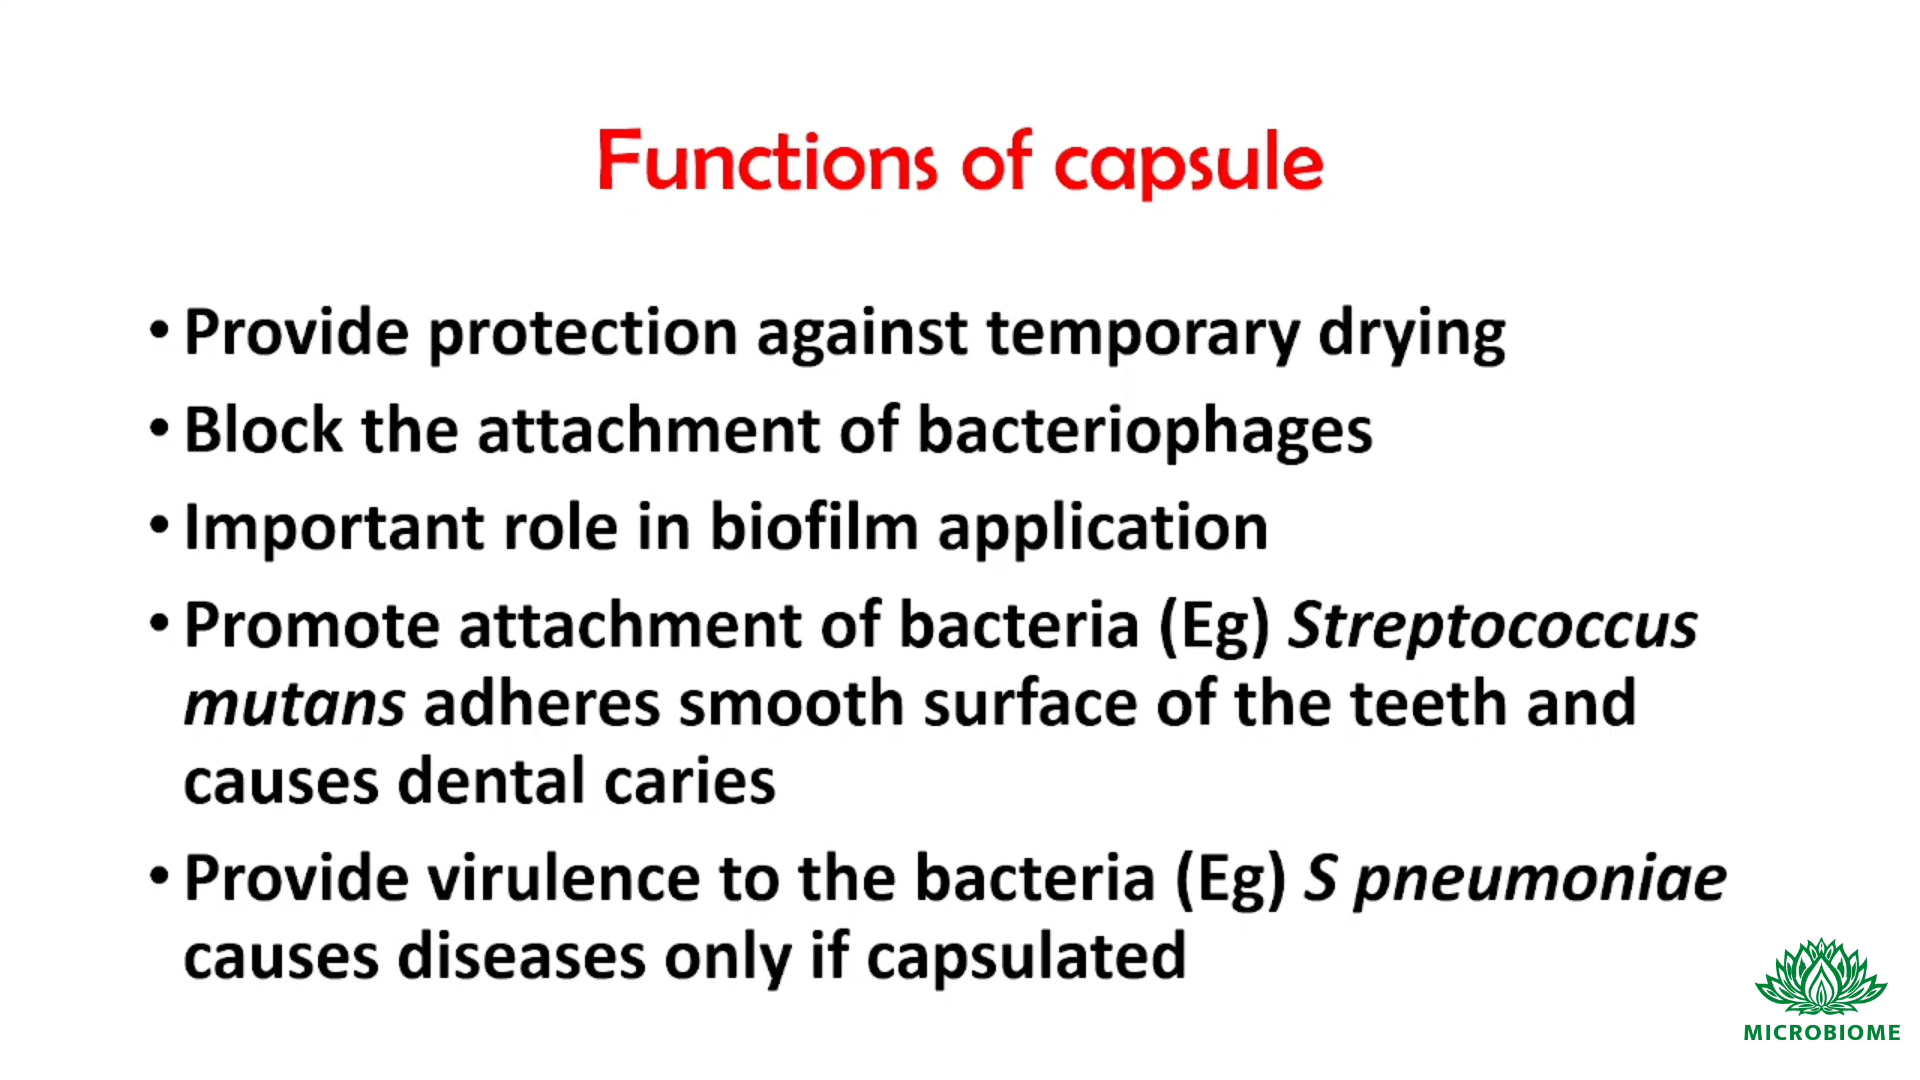 Functions of capsule
• Provide protection against temporary drying
• Block the attachment of bacteriophages
• Important role in biofilm application
• Promote attachment of bacteria (Eg) Streptococcus
mutans adheres smooth surface of the teeth and
causes dental caries
• Provide virulence to the bacteria (Eg) S pneumoniae
causes diseases only if capsulated
MICROBIOME